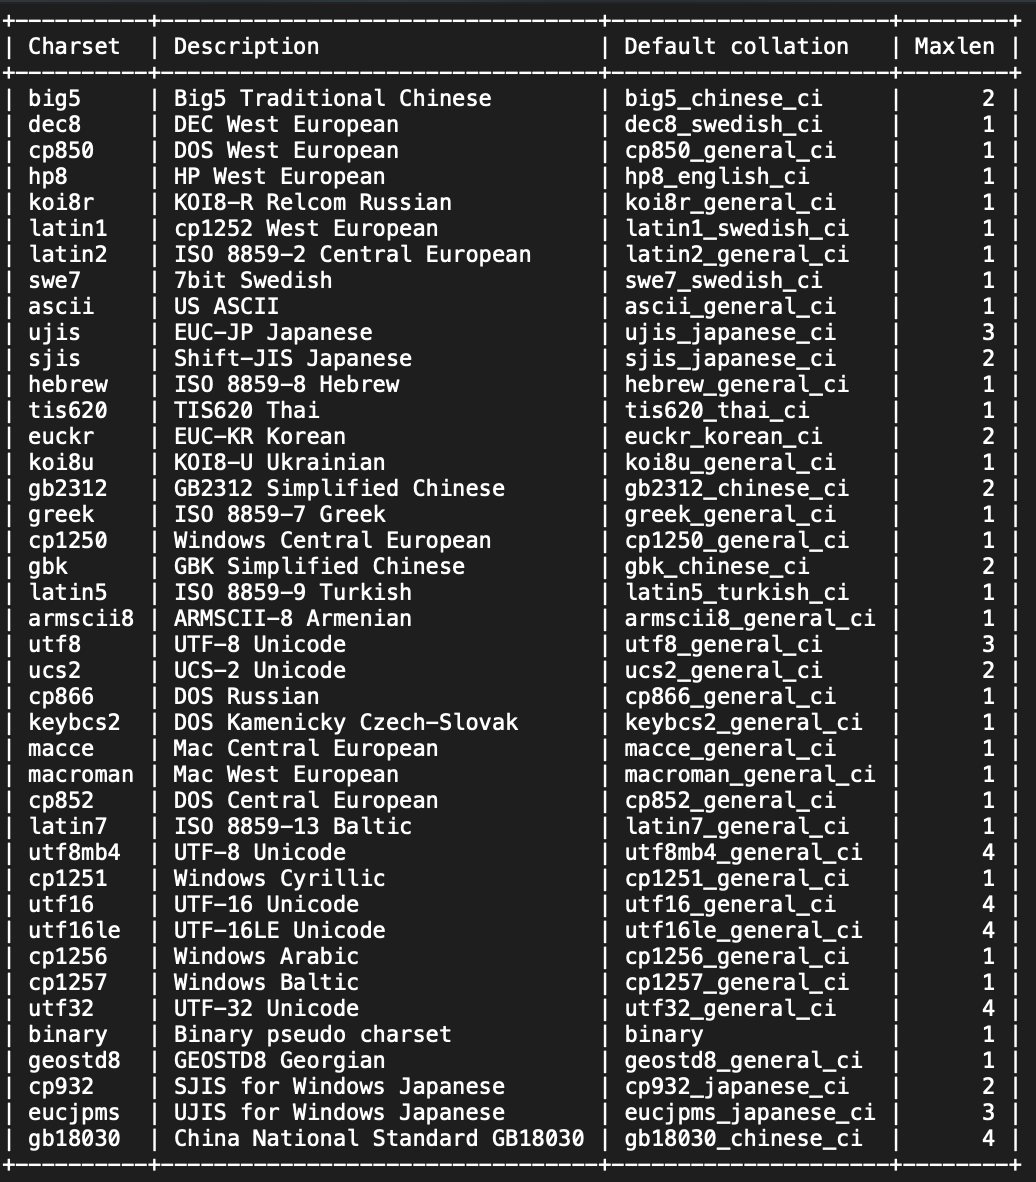 +----------+---------------------------------+---------------------+--------+
| Charset  | Description                     | Default collation   | Maxlen |
+----------+---------------------------------+---------------------+--------+
| big5     | Big5 Traditional Chinese        | big5_chinese_ci     |      2 |
| dec8     | DEC West European               | dec8_swedish_ci     |      1 |
| cp850    | DOS West European               | cp850_general_ci    |      1 |
| hp8      | HP West European                | hp8_english_ci      |      1 |
| koi8r    | KOI8-R Relcom Russian           | koi8r_general_ci    |      1 |
| latin1   | cp1252 West European            | latin1_swedish_ci   |      1 |
| latin2   | ISO 8859-2 Central European     | latin2_general_ci   |      1 |
| swe7     | 7bit Swedish                    | swe7_swedish_ci     |      1 |
| ascii    | US ASCII                        | ascii_general_ci    |      1 |
| ujis     | EUC-JP Japanese                 | ujis_japanese_ci    |      3 |
| sjis     | Shift-JIS Japanese              | sjis_japanese_ci    |      2 |
| hebrew   | ISO 8859-8 Hebrew               | hebrew_general_ci   |      1 |
| tis620   | TIS620 Thai                     | tis620_thai_ci      |      1 |
| euckr    | EUC-KR Korean                   | euckr_korean_ci     |      2 |
| koi8u    | KOI8-U Ukrainian                | koi8u_general_ci    |      1 |
| gb2312   | GB2312 Simplified Chinese       | gb2312_chinese_ci   |      2 |
| greek    | ISO 8859-7 Greek                | greek_general_ci    |      1 |
| cp1250   | Windows Central European        | cp1250_general_ci   |      1 |
| gbk      | GBK Simplified Chinese          | gbk_chinese_ci      |      2 |
| latin5   | ISO 8859-9 Turkish              | latin5_turkish_ci   |      1 |
| armscii8 | ARMSCII-8 Armenian              | armscii8_general_ci |      1 |
| utf8     | UTF-8 Unicode                   | utf8_general_ci     |      3 |
| ucs2     | UCS-2 Unicode                   | ucs2_general_ci     |      2 |
| cp866    | DOS Russian                     | cp866_general_ci    |      1 |
| keybcs2  | DOS Kamenicky Czech-Slovak      | keybcs2_general_ci  |      1 |
| macce    | Mac Central European            | macce_general_ci    |      1 |
| macroman | Mac West European               | macroman_general_ci |      1 |
| cp852    | DOS Central European            | cp852_general_ci    |      1 |
| latin7   | ISO 8859-13 Baltic              | latin7_general_ci   |      1 |
| utf8mb4  | UTF-8 Unicode                   | utf8mb4_general_ci  |      4 |
| cp1251   | Windows Cyrillic                | cp1251_general_ci   |      1 |
| utf16    | UTF-16 Unicode                  | utf16_general_ci    |      4 |
| utf16le  | UTF-16LE Unicode                | utf16le_general_ci  |      4 |
| cp1256   | Windows Arabic                  | cp1256_general_ci   |      1 |
| cp1257   | Windows Baltic                  | cp1257_general_ci   |      1 |
| utf32    | UTF-32 Unicode                  | utf32_general_ci    |      4 |
| binary   | Binary pseudo charset           | binary              |      1 |
| geostd8  | GEOSTD8 Georgian                | geostd8_general_ci  |      1 |
| cp932    | SJIS for Windows Japanese       | cp932_japanese_ci   |      2 |
| eucjpms  | UJIS for Windows Japanese       | eucjpms_japanese_ci |      3 |
| gb18030  | China National Standard GB18030 | gb18030_chinese_ci  |      4 |
+----------+---------------------------------+---------------------+--------+